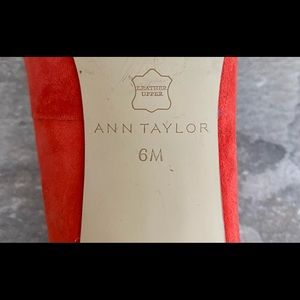 LEATHER
UPPER
ANN TAYLOR
6M